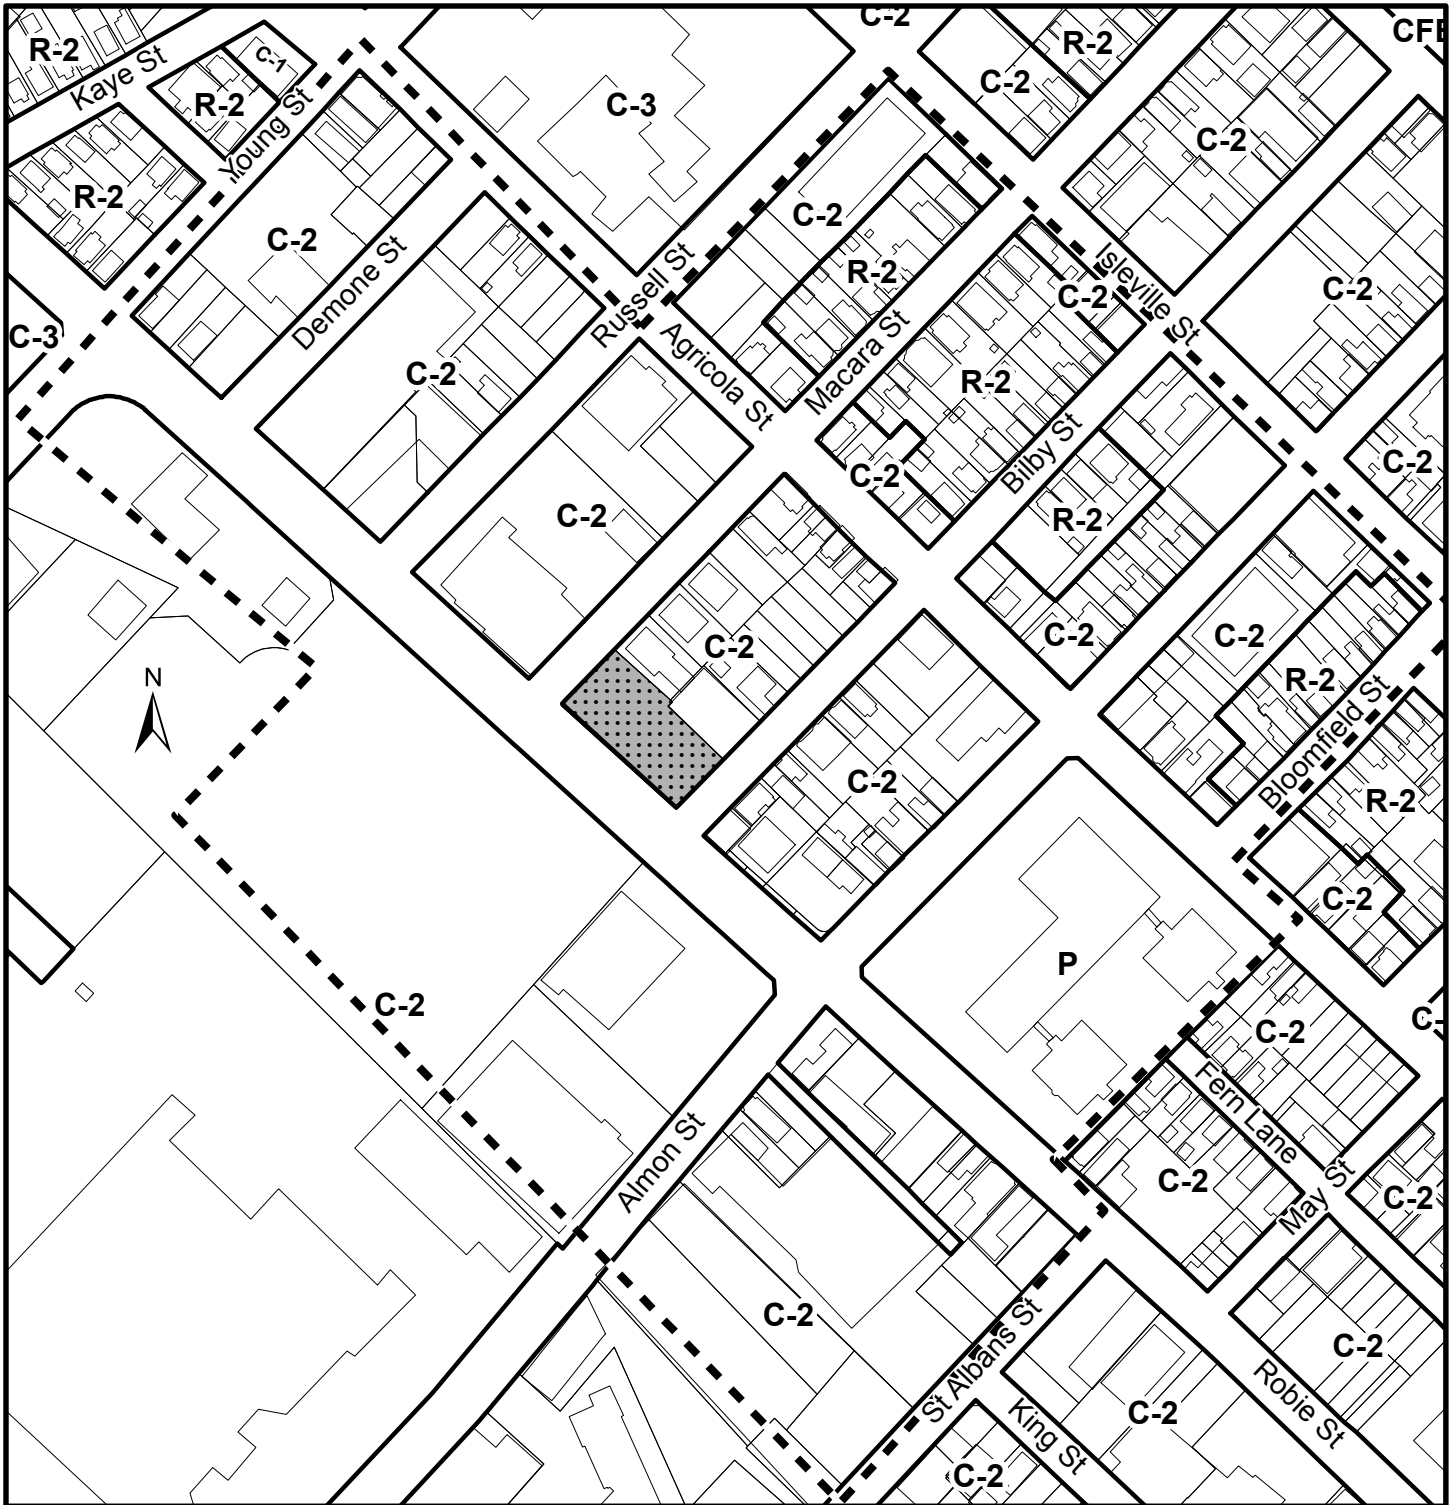 C-2
CFB
R-2
Kaye St
C-1
R-2
C-2
C-3
R-2
Young St
C-2
R-2
C-2
C-2
R-2
Isleville St
C-2
C-2
C-3
Demone St
Russell St
Agricola St
Macara St
C-2
R-2
Bilby St
C-2
C-2
C-2
R-2
C-2
C-2
C-2
R-2
Bloomfield St
N
C-2
R-2
C-2
P
C-2
C-
C-2
Fern Lane
Almon St
C-2
May St
C-2
C-2
St Albans St
C-2
Robie St
King St
C-2
C-2